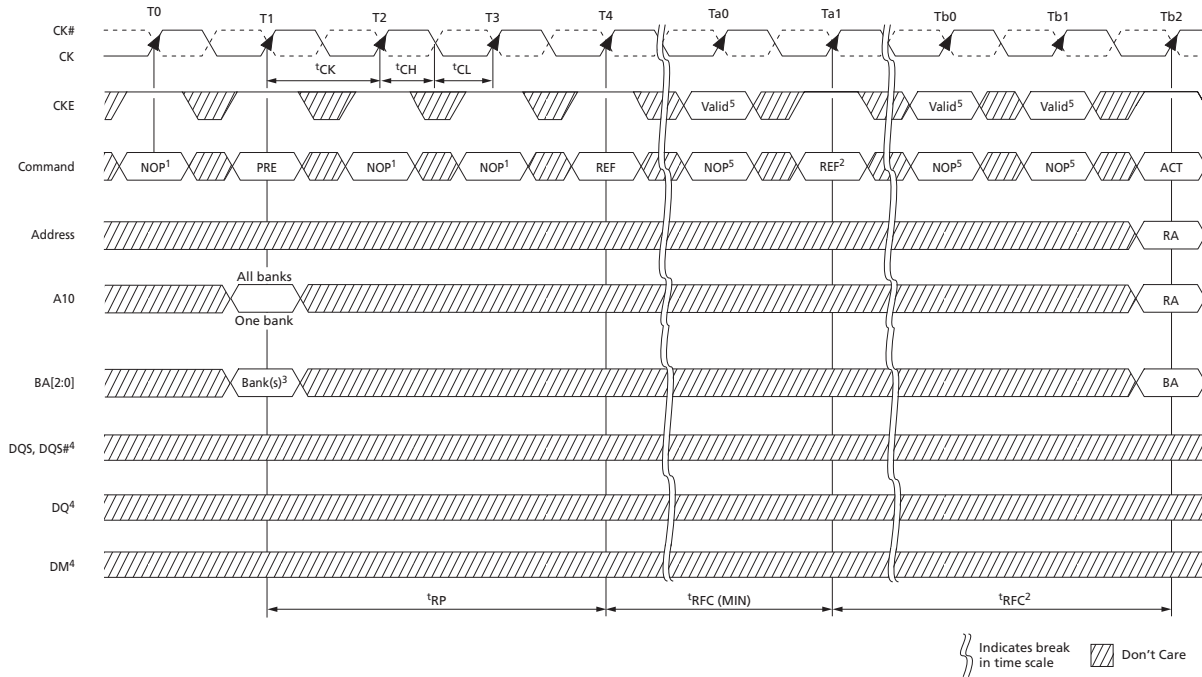 T0 T1 T2 T3 T4 Ta0 Ta1 Tb0 Tb1 Tb2
CK#
CK
tCK tCH tCL
CKE Valid5 Valid5 Valid5
Command NOP1 PRE NOP1 NOP1 REF NOP5 REF2 NOP5 NOP5 ACT
Address RA
All banks
A10 RA
One bank
BA[2:0] Bank(s)3 BA
DQS, DQS#4
DQ4
DM4
tRP tRFC (MIN) tRFC2
Indicates break
in time scale
Don't Care